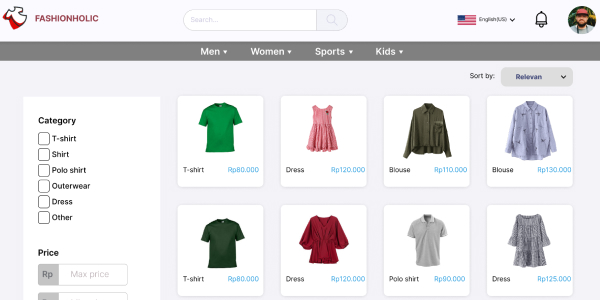 FASHIONHOLIC
Search...
English(US)
Men
Women
Sports
Kids
Sort by:
Relevan
Category
T-shirt
Shirt
Polo shirt
Outerwear
Dress
Other
Price
Rp
Max price
T-shirt Rp80.000
Dress Rp120.000
Blouse Rp110.000
Blouse Rp130.000
T-shirt Rp80.000
Dress Rp120.000
Polo shirt Rp90.000
Dress Rp125.000